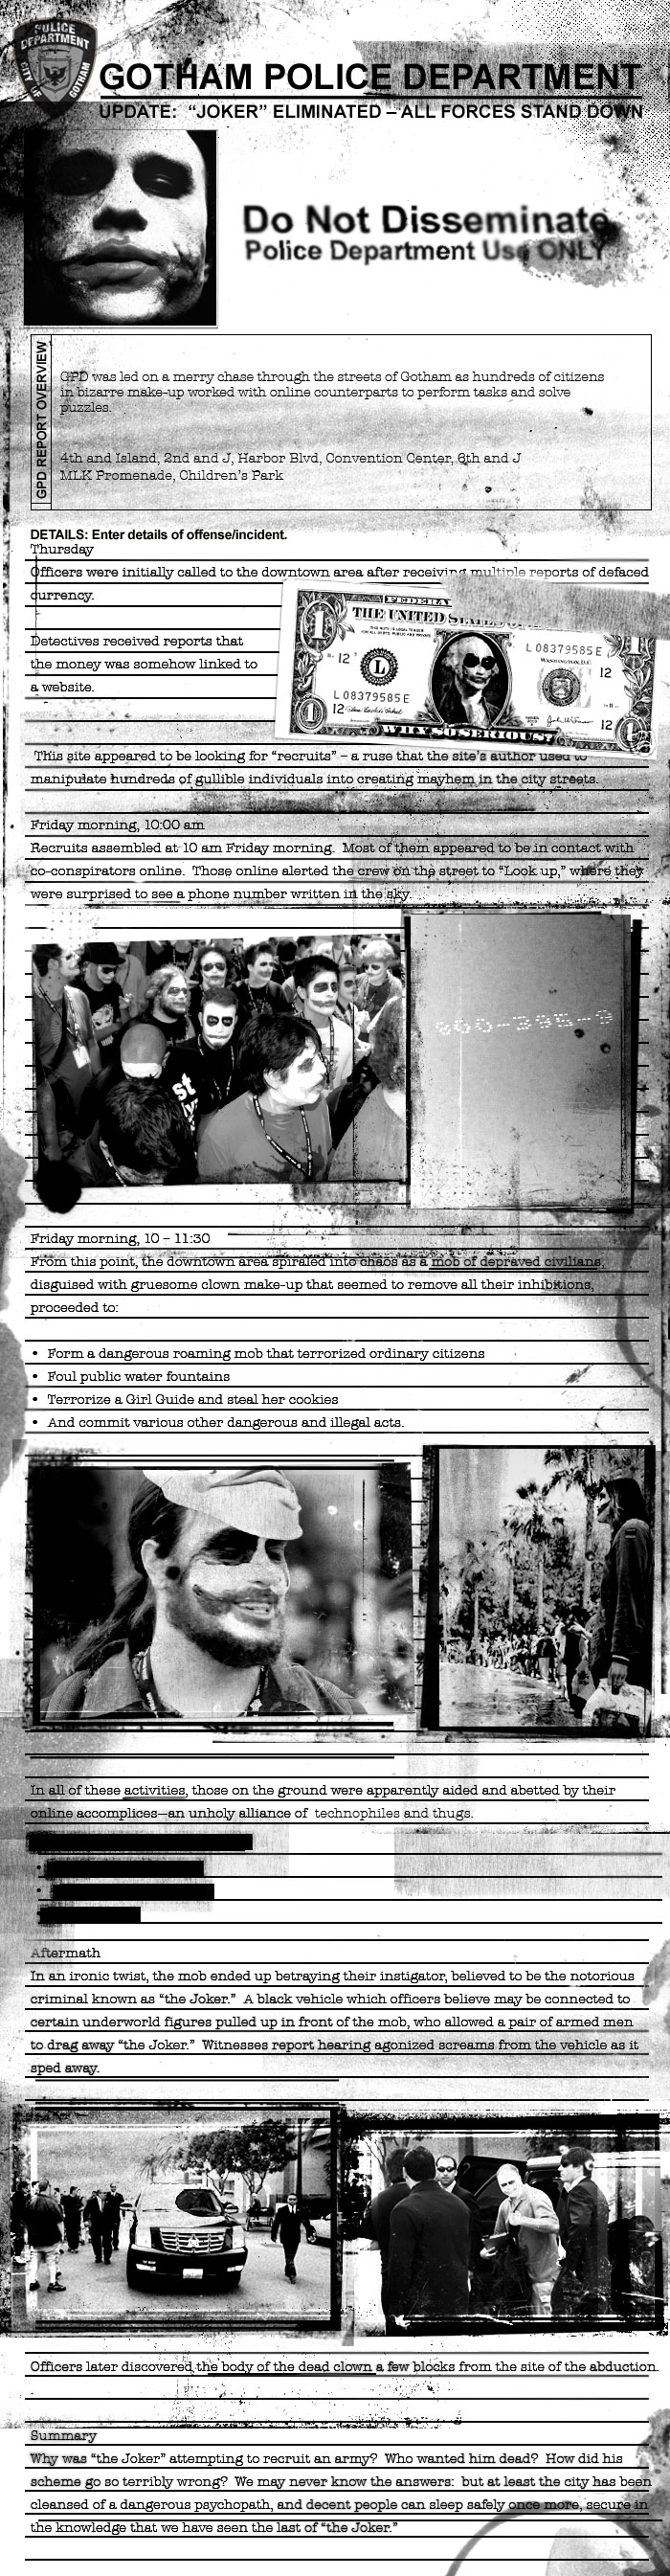 POLICE
DEPARTMENT
CITY OF GOTHAM
GOTHAM POLICE DEPARTMENT
UPDATE: “JOKER” ELIMINATED – ALL FORCES STAND DOWN
Do Not Disseminate
Police Department Use ONLY
GPD REPORT OVERVIEW
GPD was led on a merry chase through the streets of Gotham as hundreds of citizens
in bizarre make-up worked with online counterparts to perform tasks and solve
puzzles.
4th and Island, 2nd and J, Harbor Blvd, Convention Center, 6th and J
MLK Promenade, Children’s Park
DETAILS: Enter details of offense/incident.
Thursday
Officers were initially called to the downtown area after receiving multiple reports of defaced
currency.
FEDERA
THE UNITED STATES
L 08379585 E
12
L
WASHINGTON, D.C.
12
L 08379585 E
12
WHY SO SERIOUS
Detectives received reports that
the money was somehow linked to
a website.
This site appeared to be looking for “recruits” – a ruse that the site’s author used to
manipulate hundreds of gullible individuals into creating mayhem in the city streets.
Friday morning, 10:00 am
Recruits assembled at 10 am Friday morning. Most of them appeared to be in contact with
co-conspirators online. Those online alerted the crew on the street to “Look up,” where they
were surprised to see a phone number written in the sky.
st
Friday morning, 10 – 11:30
From this point, the downtown area spiraled into chaos as a mob of depraved civilians,
disguised with gruesome clown make-up that seemed to remove all their inhibitions,
proceeded to:
• Form a dangerous roaming mob that terrorized ordinary citizens
• Foul public water fountains
• Terrorize a Girl Guide and steal her cookies
• And commit various other dangerous and illegal acts.
In all of these activities, those on the ground were apparently aided and abetted by their
online accomplices—an unholy alliance of technophiles and thugs.
Aftermath
In an ironic twist, the mob ended up betraying their instigator, believed to be the notorious
criminal known as “the Joker.” A black vehicle which officers believe may be connected to
certain underworld figures pulled up in front of the mob, who allowed a pair of armed men
to drag away “the Joker.” Witnesses report hearing agonized screams from the vehicle as it
sped away.
Officers later discovered the body of the dead clown a few blocks from the site of the abduction.
Summary
Why was “the Joker” attempting to recruit an army? Who wanted him dead? How did his
scheme go so terribly wrong? We may never know the answers: but at least the city has been
cleansed of a dangerous psychopath, and decent people can sleep safely once more, secure in
the knowledge that we have seen the last of “the Joker.”